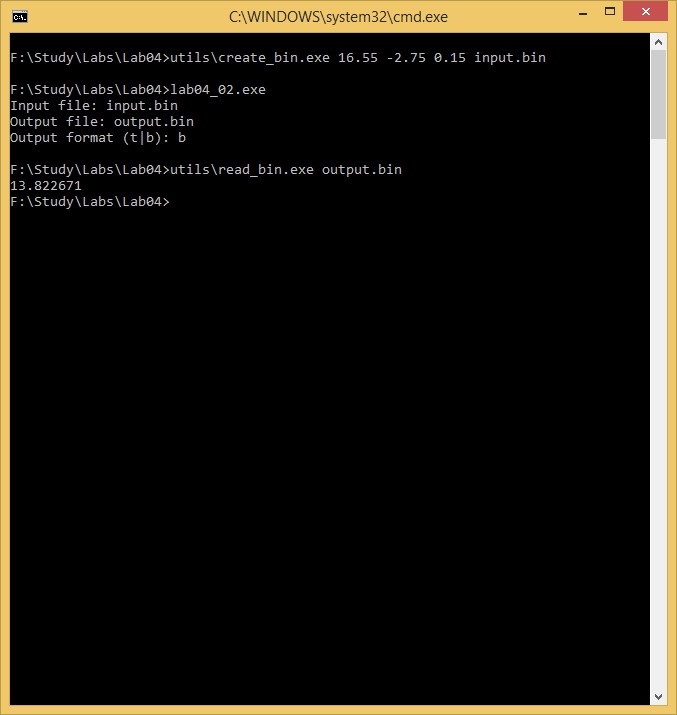 C:\WINDOWS\system32\cmd.exe
F:\Study\Labs\Lab04>utils\create_bin.exe 16.55 -2.75 0.15 input.bin
F:\Study\Labs\Lab04>lab04_02.exe
Input file: input.bin
Output file: output.bin
Output format (t|b): b
F:\Study\Labs\Lab04>utils\read_bin.exe output.bin
13.822671
F:\Study\Labs\Lab04>